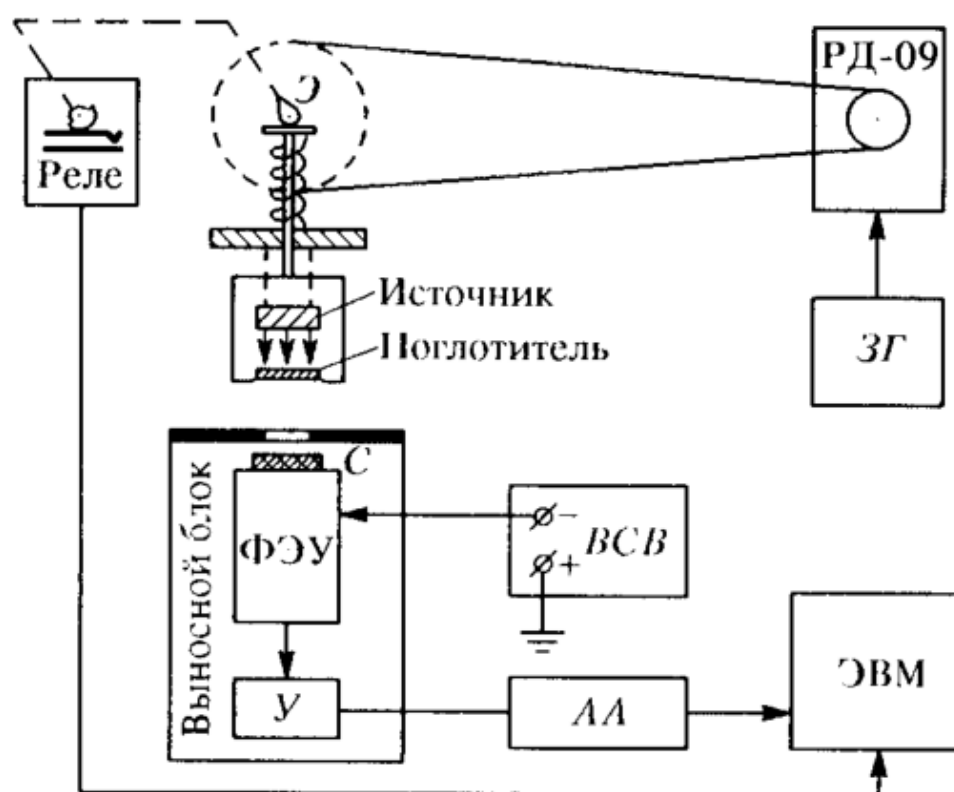 РД-09
Э
Реле
Источник
Поглотитель
ЗГ
Выносной блок
С
ФЭУ
− ВСВ
+
У
АА
ЭВМ